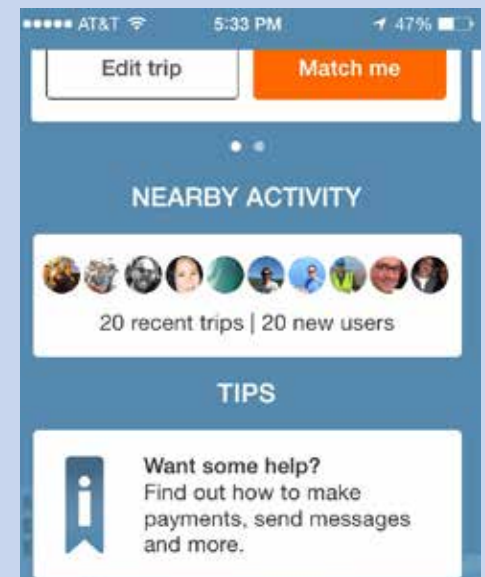 AT&T 5:33 PM 47%
Edit trip Match me
NEARBY ACTIVITY
20 recent trips | 20 new users
TIPS
Want some help?
Find out how to make
payments, send messages
and more.